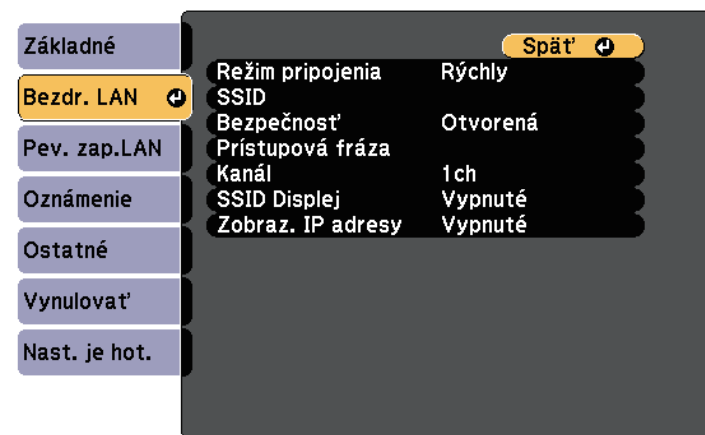 Základné
Bezdr. LAN
Pev. zap.LAN
Oznámenie
Ostatné
Vynulovať
Nast. je hot.
Späť
Režim pripojenia Rýchly
SSID
Bezpečnosť Otvorená
Prístupová fráza
Kanál 1ch
SSID Displej Vypnuté
Zobraz. IP adresy Vypnuté